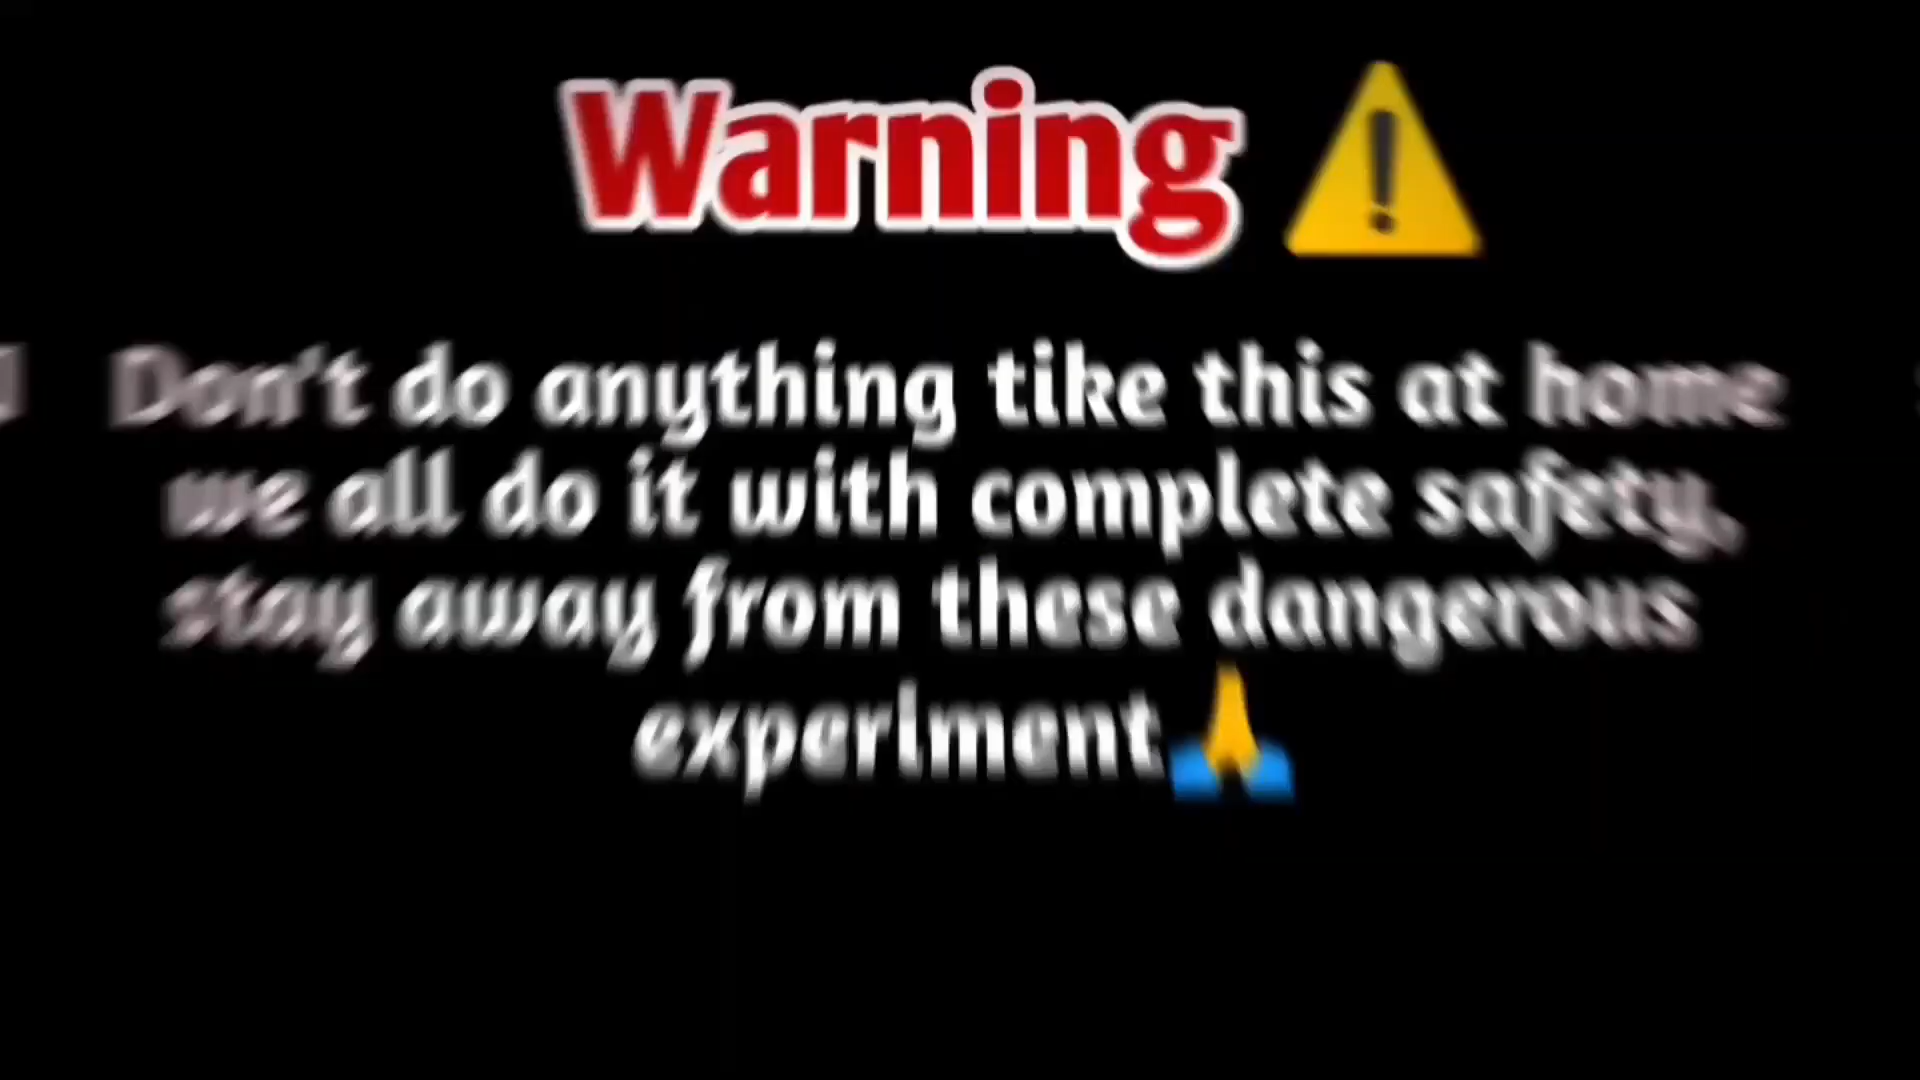 Warning ⚠️
Don't do anything tike this at home
we all do it with complete safety,
stay away from these dangerous
experiment🙏